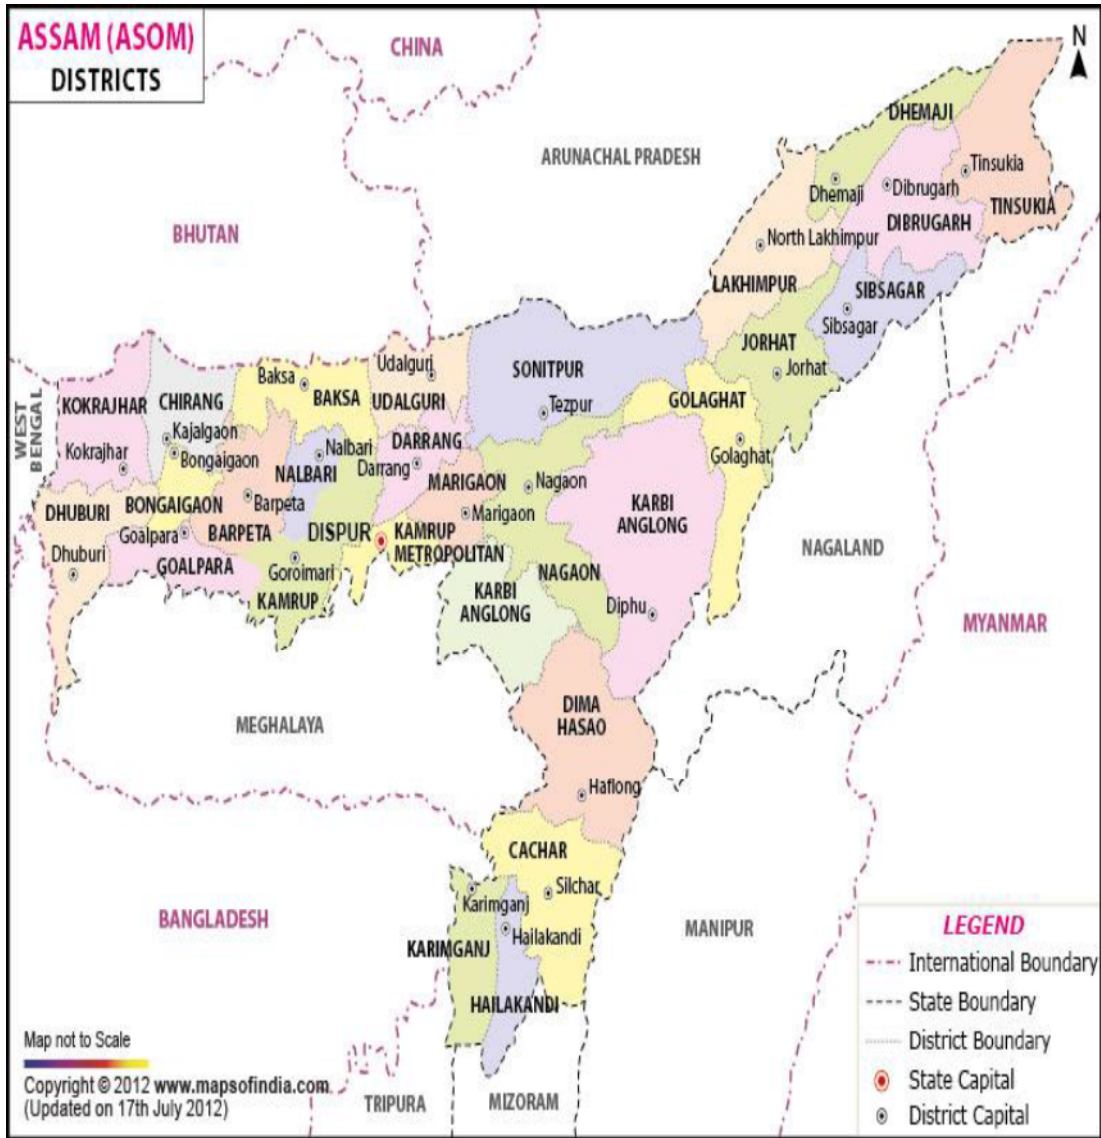 ASSAM (ASOM)
DISTRICTS
CHINA
N
ARUNACHAL PRADESH
DHEMAJI
Tinsukia
Dhemaji
Dibrugarh
TINSUKIA
BHUTAN
DIBRUGARH
North Lakhimpur
LAKHIMPUR
SIBSAGAR
Sibsagar
JORHAT
Jorhat
WEST
BENGAL
KOKRAJHAR
CHIRANG
Baksa
BAKSA
Udalguri
UDALGURI
SONITPUR
Tezpur
GOLAGHAT
Golaghat
Kajalgaon
Kokrajhar
Bongaigaon
Nalbari
NALBARI
DARRANG
Darrang
MARIGAON
Marigaon
Nagaon
KARBI
ANGLONG
DHUBURI
BONGAIGAON
Barpeta
BARPETA
Goalpara
GOALPARA
Dhuburi
DISPUR
KAMRUP
METROPOLITAN
Goroimari
KAMRUP
NAGAON
KARBI
ANGLONG
Diphu
NAGALAND
MYANMAR
MEGHALAYA
DIMA
HASAO
Haflong
CACHAR
Silchar
Karimganj
KARIMGANJ
Hailakandi
HAILAKANDI
BANGLADESH
MANIPUR
TRIPURA
MIZORAM
LEGEND
International Boundary
State Boundary
District Boundary
State Capital
District Capital
Map not to Scale
Copyright © 2012 www.mapsofindia.com
(Updated on 17th July 2012)